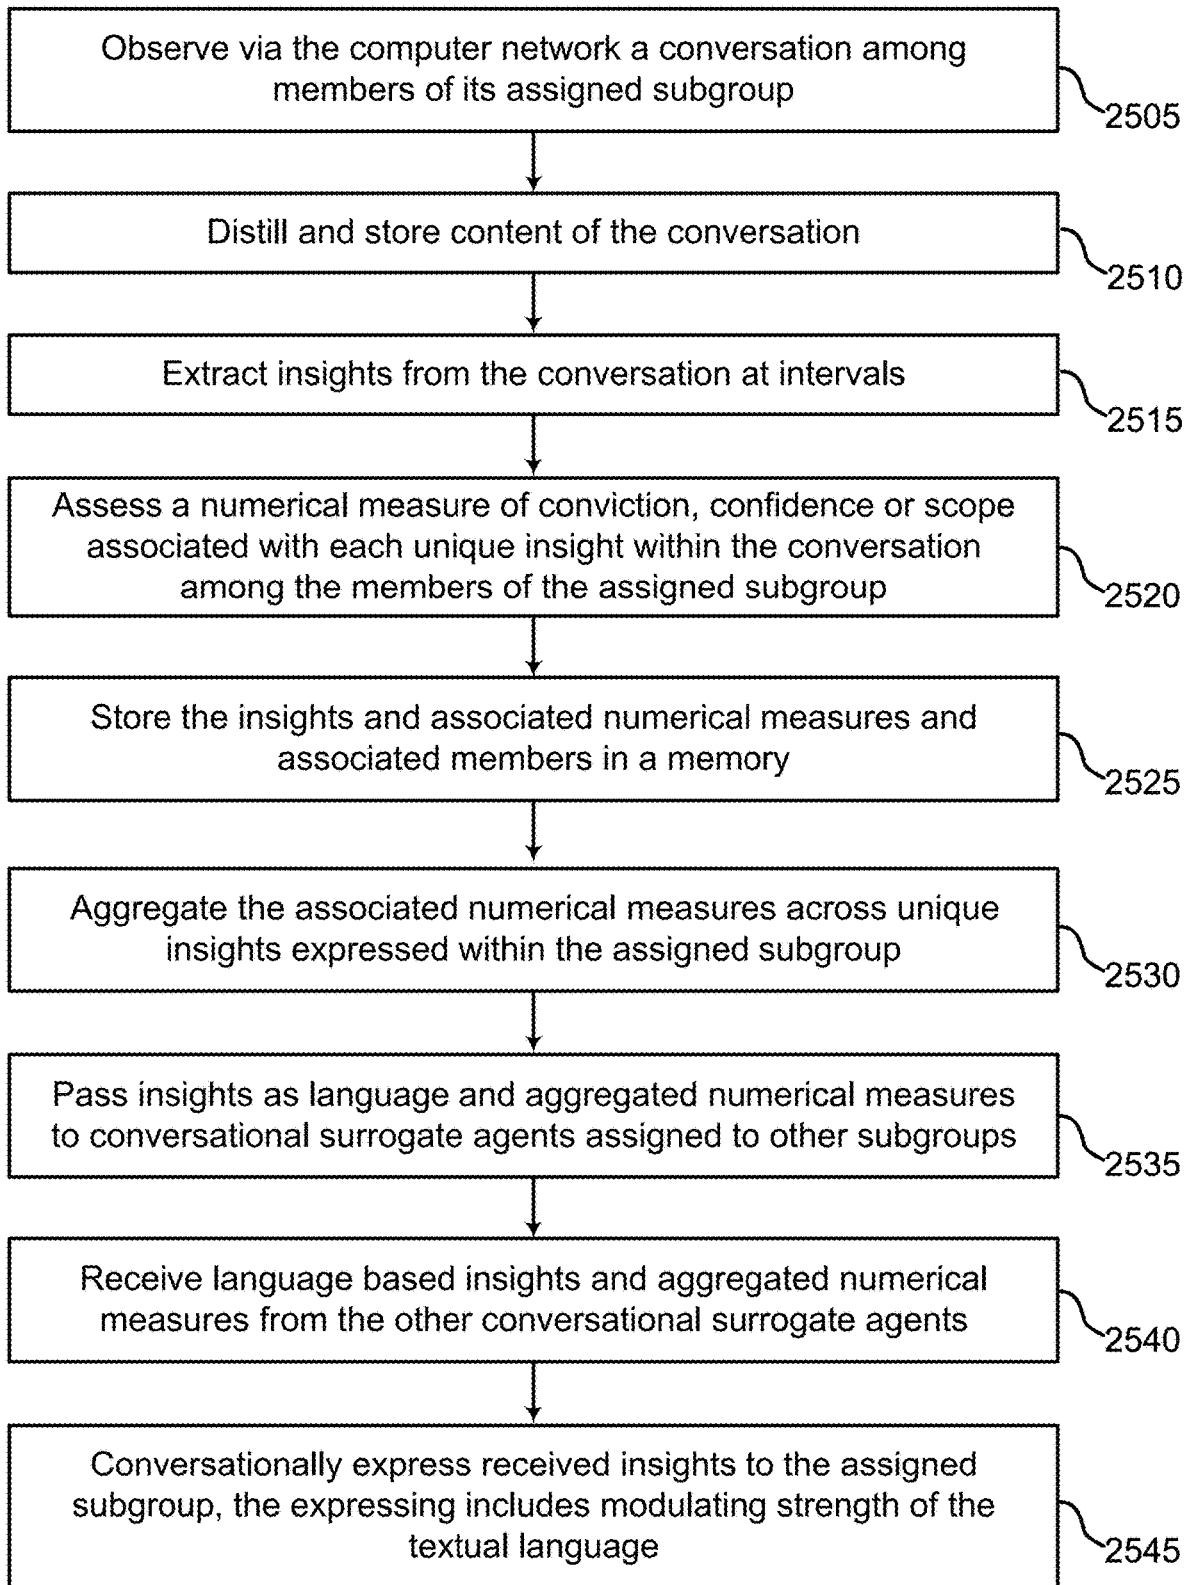 Observe via the computer network a conversation among
members of its assigned subgroup
2505
Distill and store content of the conversation
2510
Extract insights from the conversation at intervals
2515
Assess a numerical measure of conviction, confidence or scope
associated with each unique insight within the conversation
among the members of the assigned subgroup
2520
Store the insights and associated numerical measures and
associated members in a memory
2525
Aggregate the associated numerical measures across unique
insights expressed within the assigned subgroup
2530
Pass insights as language and aggregated numerical measures
to conversational surrogate agents assigned to other subgroups
2535
Receive language based insights and aggregated numerical
measures from the other conversational surrogate agents
2540
Conversationally express received insights to the assigned
subgroup, the expressing includes modulating strength of the
textual language
2545